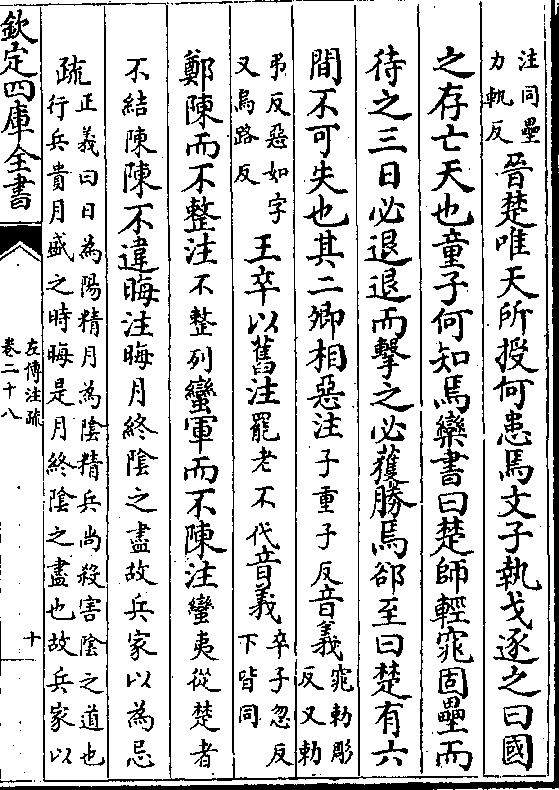 注同壘
力軌反
晉楚唯天所授何患焉文子執戈逐之曰國
之存亡天也童子何知焉欒書曰楚師輕窕固壘而
待之三日必退退而擊之必獲勝焉郤至曰楚有六
間不可失也其二卿相惡注子重子反音義
窕勅彫
反又勅
弔反惡如字
又烏路反
王卒以舊注罷老不代音義
卒子忽反
下皆同
鄭陳而不整注不整列蠻軍而不陳注蠻夷從楚者
不結陳陳不違晦注晦月終陰之盡故兵家以為忌
疏
正義曰日為陽精月為陰精兵尚殺害陰之道也
行兵貴月盛之時晦是月終陰之盡也故兵家以
欽定四庫全書
左傳注疏
卷二十八
十